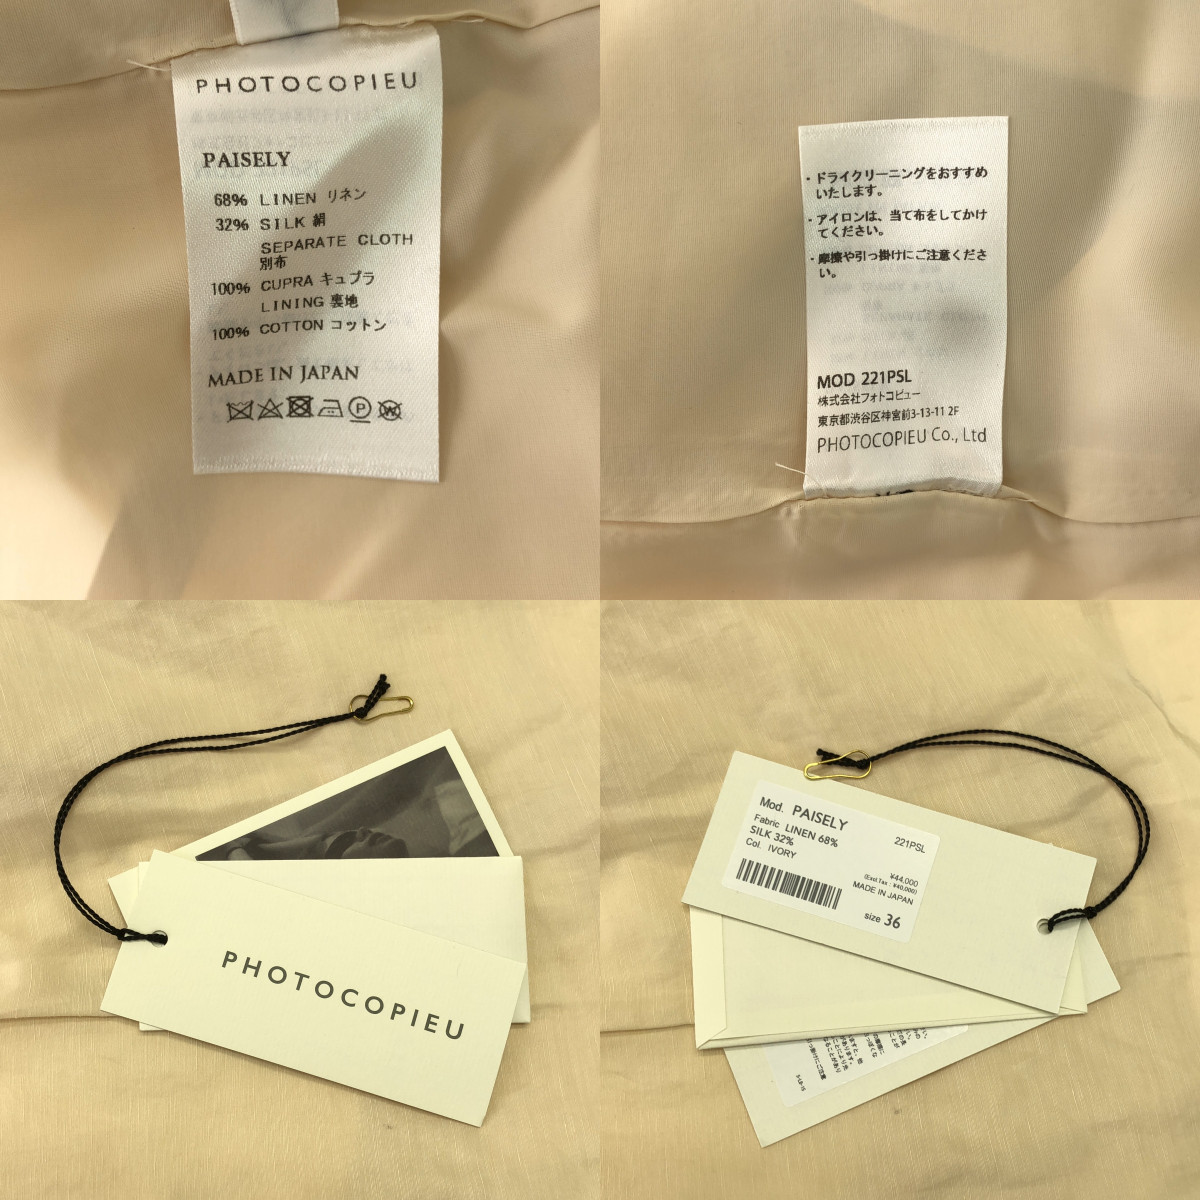 PHOTOCOPIEU
PAISELY
68% LINEN リネン
32% SILK 絹
SEPARATE CLOTH
別布
100% CUPRA キュプラ
LINING 裏地
100% COTTON コットン
MADE IN JAPAN
・ドライクリーニングをおすすめ
いたします。
・アイロンは、当て布をしてかけ
てください。
・摩擦や引っ掛けにご注意くださ
い。
MOD 221PSL
株式会社フォトコピュー
東京都渋谷区神宮前3-13-11 2F
PHOTOCOPIEU Co., Ltd
PHOTOCOPIEU
Mod. PAISELY
Fabric LINEN 68%
SILK 32%
221PSL
Col. IVORY
¥44,000
(Excl.Tax : ¥40,000)
MADE IN JAPAN
size 36